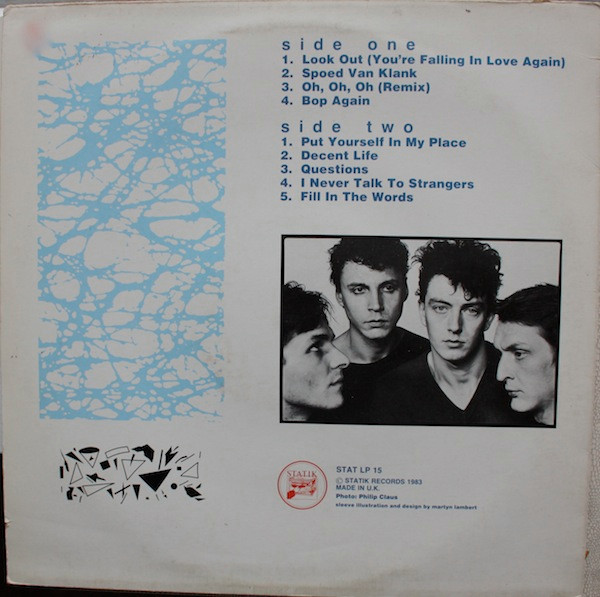 side one
1. Look Out (You're Falling In Love Again)
2. Spoed Van Klank
3. Oh, Oh, Oh (Remix)
4. Bop Again
side two
1. Put Yourself In My Place
2. Decent Life
3. Questions
4. I Never Talk To Strangers
5. Fill In The Words
STATIK
STAT LP 15
© STATIK RECORDS 1983
MADE IN U.K.
Photo: Philip Claus
sleeve illustration and design by martyn lambert